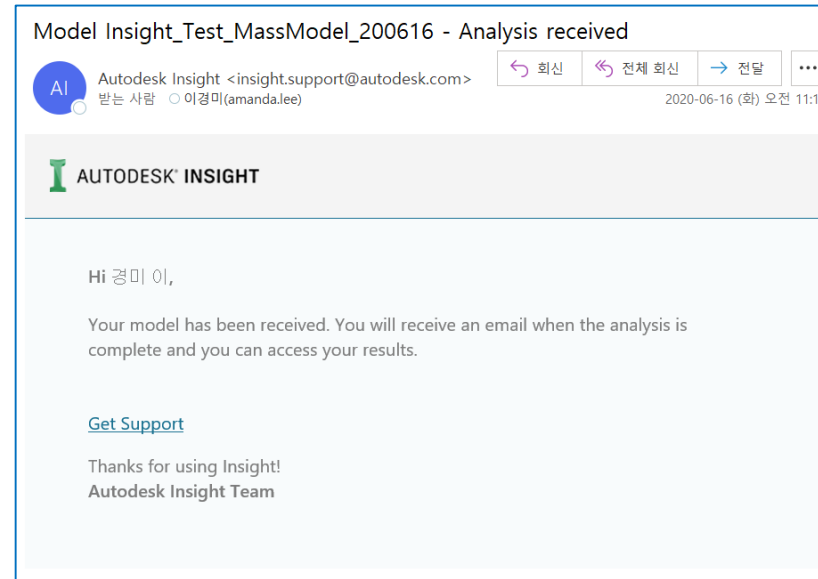 Model Insight_Test_MassModel_200616 - Analysis received
AI
Autodesk Insight <insight.support@autodesk.com>
회신
전체 회신
전달
받는 사람 이경미(amanda.lee)
2020-06-16 (화) 오전
AUTODESK® INSIGHT
Hi 경미 이,
Your model has been received. You will receive an email when the analysis is
complete and you can access your results.
Get Support
Thanks for using Insight!
Autodesk Insight Team